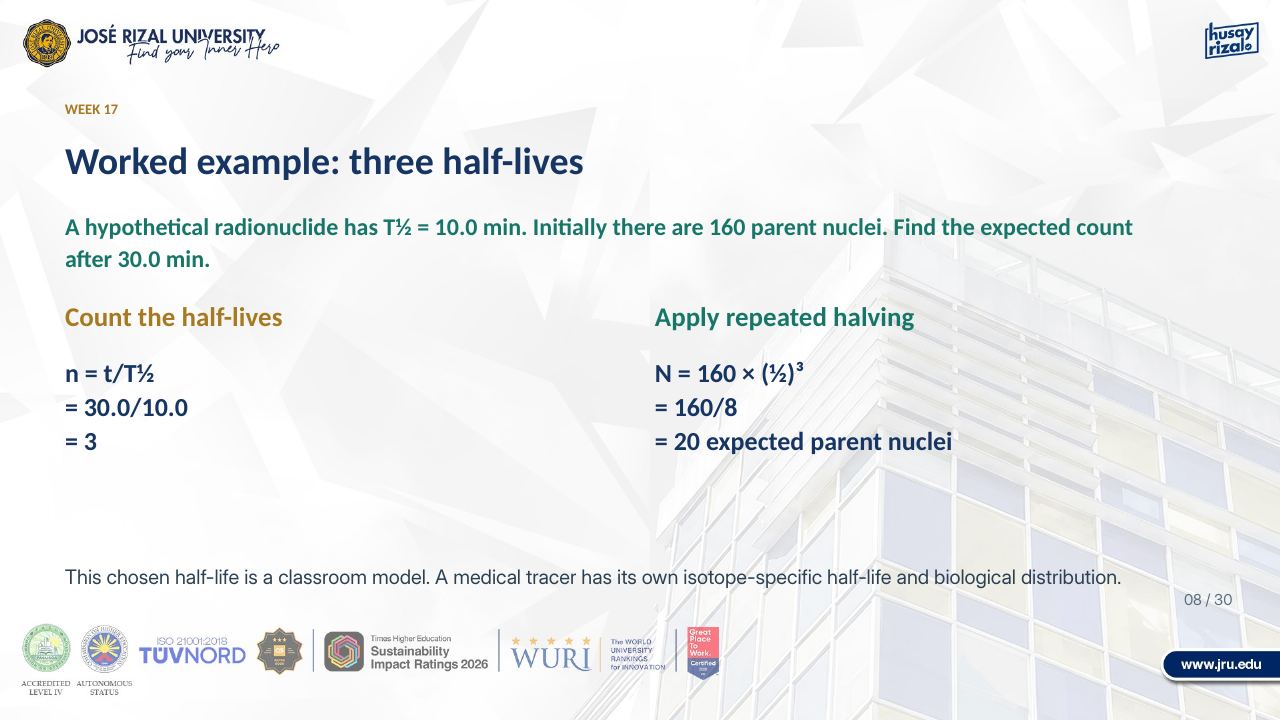 JOSÉ RIZAL UNIVERSITY
Find your Inner Hero
husay
rizal
WEEK 17
Worked example: three half-lives
A hypothetical radionuclide has T½ = 10.0 min. Initially there are 160 parent nuclei. Find the expected count
after 30.0 min.
Count the half-lives
n = t/T½
= 30.0/10.0
= 3
Apply repeated halving
N = 160 × (½)³
= 160/8
= 20 expected parent nuclei
This chosen half-life is a classroom model. A medical tracer has its own isotope-specific half-life and biological distribution.
08 / 30
ACCREDITED
LEVEL IV
AUTONOMOUS
STATUS
ISO 21001:2018
TÜVNORD
Times Higher Education
Sustainability
Impact Ratings 2026
WURI
The WORLD
UNIVERSITY
RANKINGS
for INNOVATION
Great
Place
To
Work.
Certified
www.jru.edu